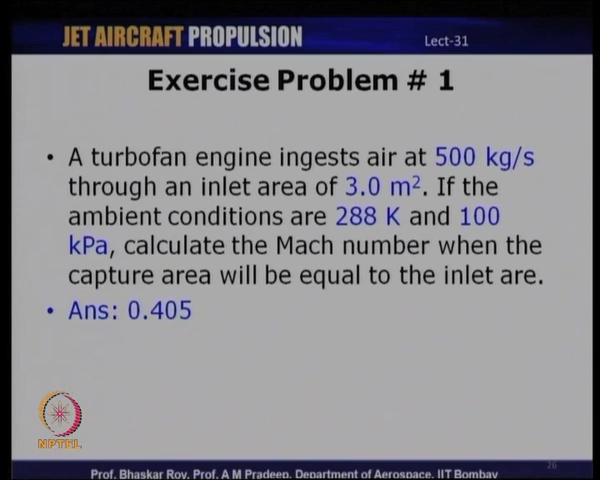 JET AIRCRAFT PROPULSION
Lect-31
Exercise Problem # 1
• A turbofan engine ingests air at 500 kg/s
through an inlet area of 3.0 m². If the
ambient conditions are 288 K and 100
kPa, calculate the Mach number when the
capture area will be equal to the inlet are.
• Ans: 0.405
NPTEL
26
Prof. Bhaskar Roy, Prof. A M Pradeep, Department of Aerospace, IIT Bombay